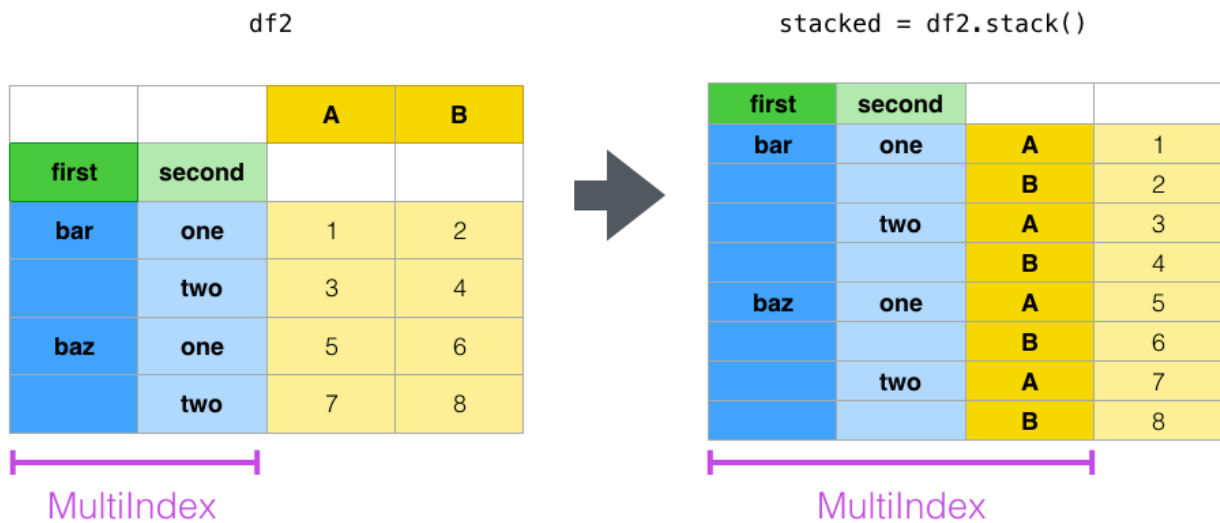 df2
A B
first second
bar one 1 2
two 3 4
baz one 5 6
two 7 8
MultiIndex
stacked = df2.stack()
first second
bar one A 1
B 2
two A 3
B 4
baz one A 5
B 6
two A 7
B 8
MultiIndex